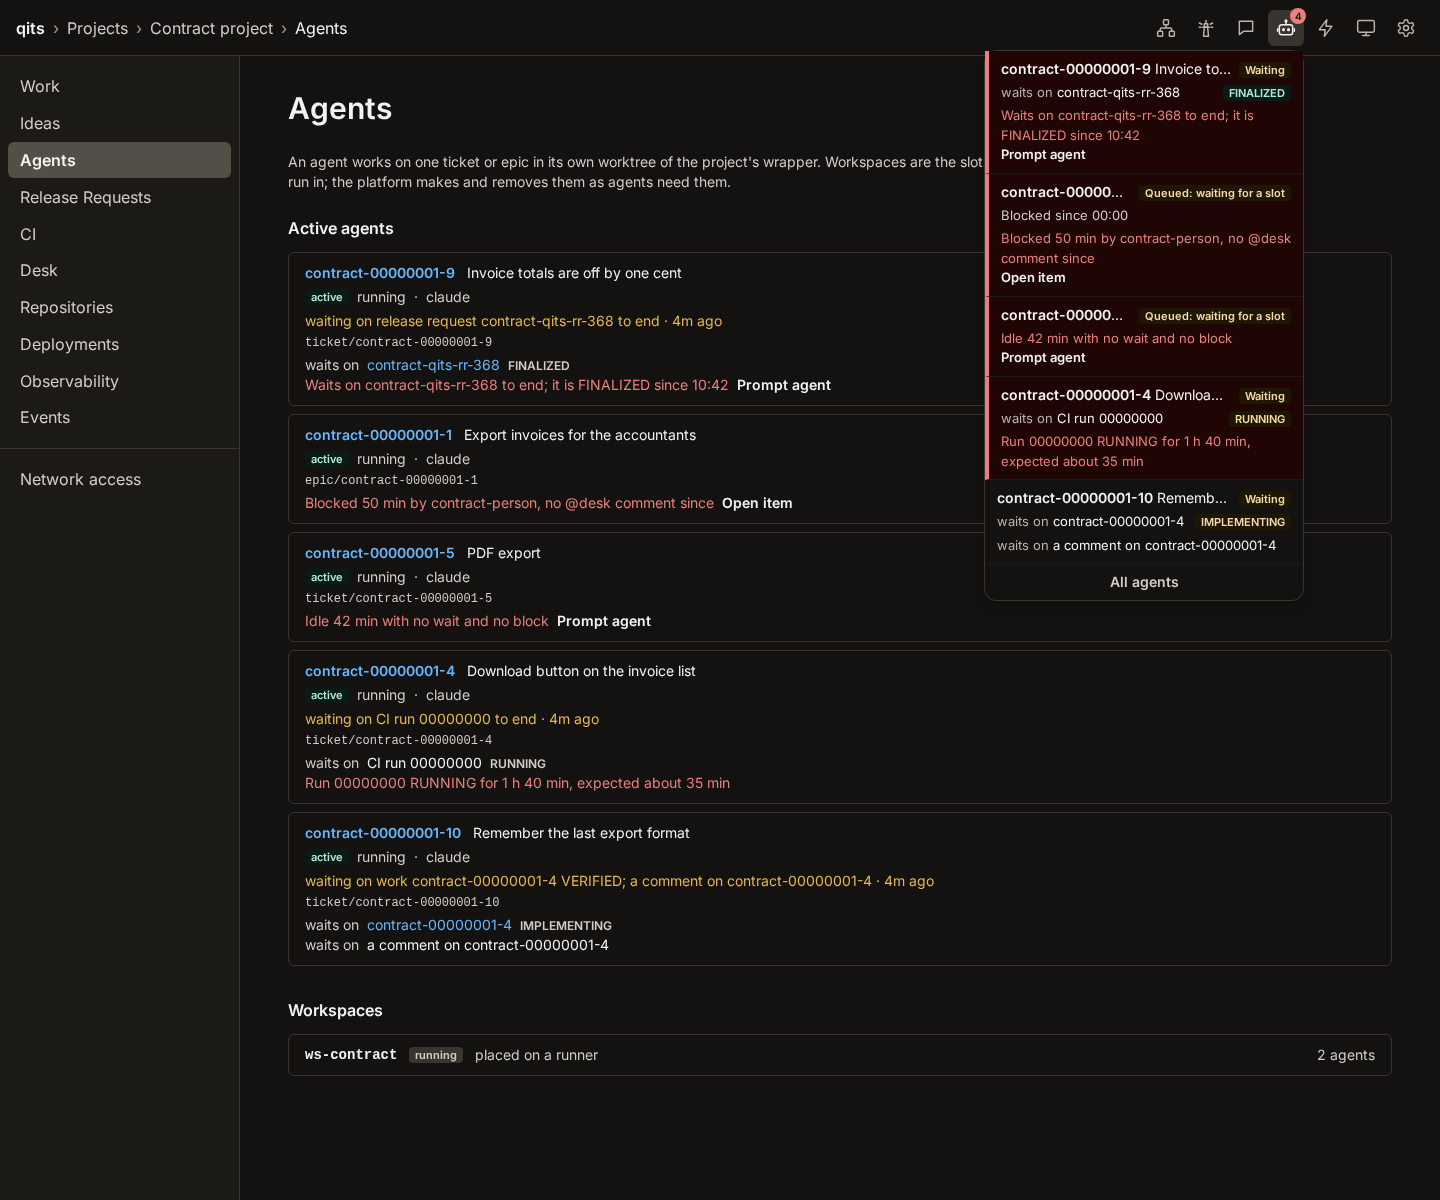 qits › Projects › Contract project › Agents
4
Work
Ideas
Agents
Release Requests
CI
Desk
Repositories
Deployments
Observability
Events
Network access
Agents
An agent works on one ticket or epic in its own worktree of the project's wrapper. Workspaces are the slot
run in; the platform makes and removes them as agents need them.
Active agents
contract-00000001-9 Invoice totals are off by one cent
active running · claude
waiting on release request contract-qits-rr-368 to end · 4m ago
ticket/contract-00000001-9
waits on contract-qits-rr-368 FINALIZED
Waits on contract-qits-rr-368 to end; it is FINALIZED since 10:42 Prompt agent
contract-00000001-1 Export invoices for the accountants
active running · claude
epic/contract-00000001-1
Blocked 50 min by contract-person, no @desk comment since Open item
contract-00000001-5 PDF export
active running · claude
ticket/contract-00000001-5
Idle 42 min with no wait and no block Prompt agent
contract-00000001-4 Download button on the invoice list
active running · claude
waiting on CI run 00000000 to end · 4m ago
ticket/contract-00000001-4
waits on CI run 00000000 RUNNING
Run 00000000 RUNNING for 1 h 40 min, expected about 35 min
contract-00000001-10 Remember the last export format
active running · claude
waiting on work contract-00000001-4 VERIFIED; a comment on contract-00000001-4 · 4m ago
ticket/contract-00000001-10
waits on contract-00000001-4 IMPLEMENTING
waits on a comment on contract-00000001-4
Workspaces
ws-contract running placed on a runner 2 agents
contract-00000001-9 Invoice to... Waiting
waits on contract-qits-rr-368 FINALIZED
Waits on contract-qits-rr-368 to end; it is
FINALIZED since 10:42
Prompt agent
contract-00000... Queued: waiting for a slot
Blocked since 00:00
Blocked 50 min by contract-person, no @desk
comment since
Open item
contract-00000... Queued: waiting for a slot
Idle 42 min with no wait and no block
Prompt agent
contract-00000001-4 Downloa... Waiting
waits on CI run 00000000 RUNNING
Run 00000000 RUNNING for 1 h 40 min,
expected about 35 min
contract-00000001-10 Rememb... Waiting
waits on contract-00000001-4 IMPLEMENTING
waits on a comment on contract-00000001-4
All agents